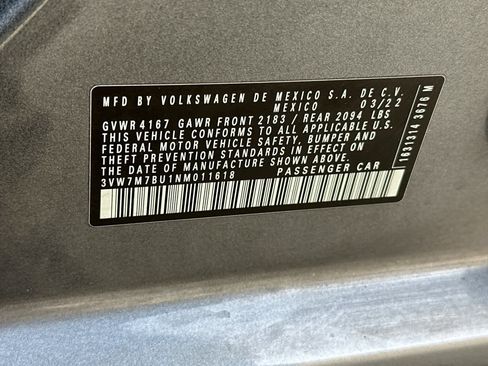 MFD BY VOLKSWAGEN DE MEXICO S.A. DE C.V.
MEXICO 03/22
GVWR 4167 GAWR FRONT 2183 / REAR 2094 LBS
THIS VEHICLE CONFORMS TO ALL APPLICABLE U.S.
FEDERAL MOTOR VEHICLE SAFETY, BUMPER AND
THEFT PREVENTION STANDARDS IN EFFECT ON
THE DATE OF MANUFACTURE SHOWN ABOVE.
3VW7M7BU1NM011618 PASSENGER CAR
1631314 3676 M